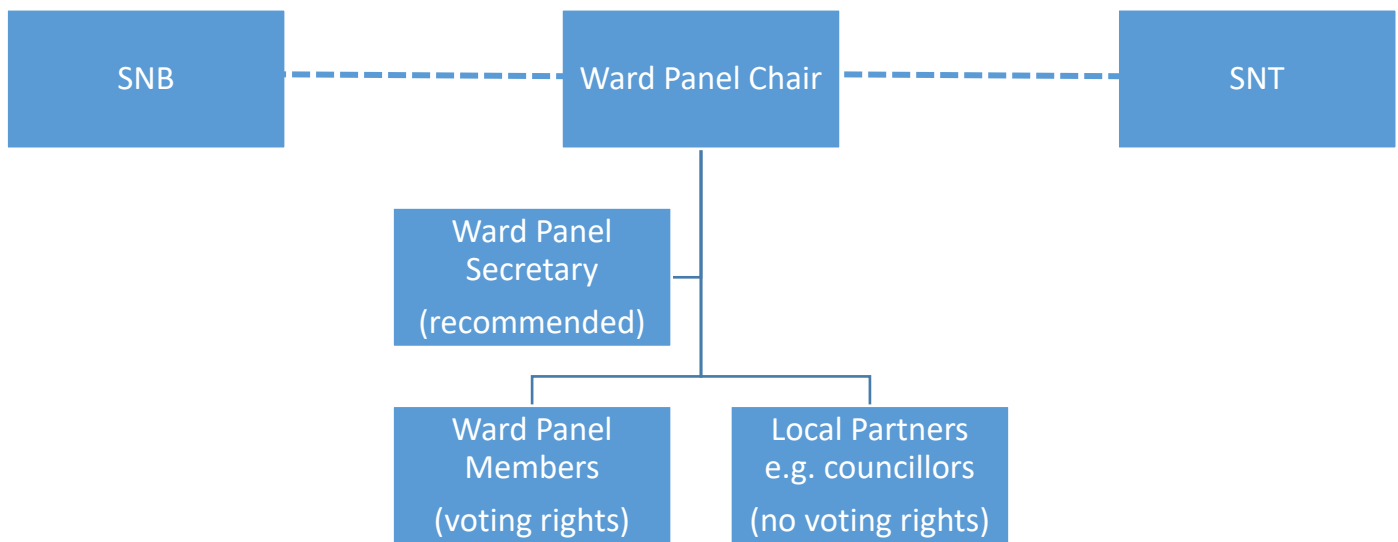 SNB
Ward Panel Chair
SNT
Ward Panel
Secretary
(recommended)
Ward Panel
Members
(voting rights)
Local Partners
e.g. councillors
(no voting rights)